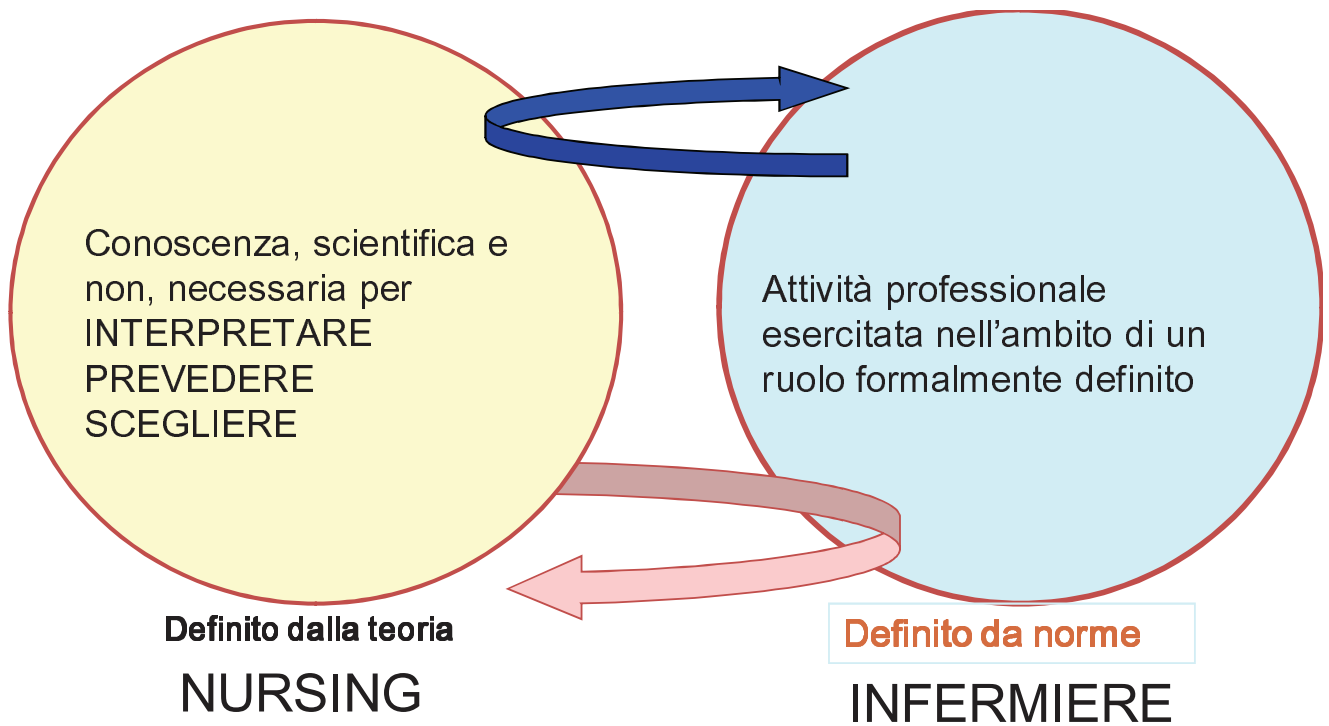 Conoscenza, scientifica e
non, necessaria per
INTERPRETARE
PREVEDERE
SCEGLIERE
Attività professionale
esercitata nell'ambito di un
ruolo formalmente definito
Definito dalla teoria
NURSING
Definito da norme
INFERMIERE